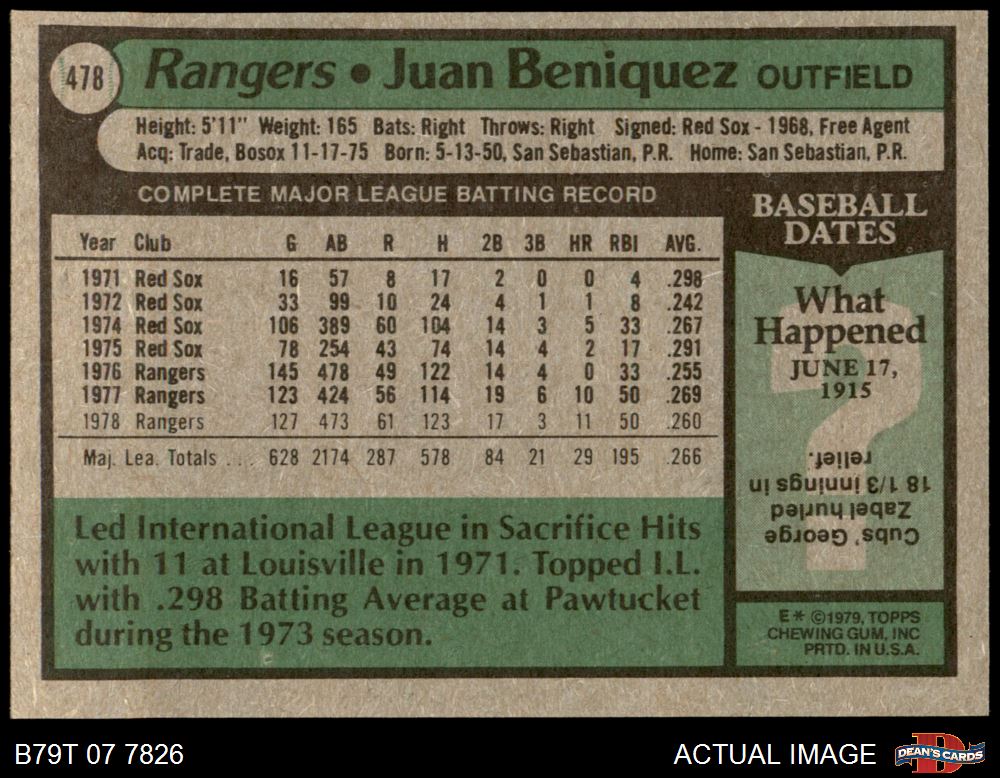 478
Rangers • Juan Beniquez OUTFIELD
Height: 5'11" Weight: 165 Bats: Right Throws: Right Signed: Red Sox - 1968, Free Agent
Acq: Trade, Bosox 11-17-75 Born: 5-13-50, San Sebastian, P.R. Home: San Sebastian, P.R.
COMPLETE MAJOR LEAGUE BATTING RECORD
Year Club G AB R H 2B 3B HR RBI AVG.
1971 Red Sox 16 57 8 17 2 0 0 4 .298
1972 Red Sox 33 99 10 24 4 1 1 8 .242
1974 Red Sox 106 389 60 104 14 3 5 33 .267
1975 Red Sox 78 254 43 74 14 4 2 17 .291
1976 Rangers 145 478 49 122 14 4 0 33 .255
1977 Rangers 123 424 56 114 19 6 10 50 .269
1978 Rangers 127 473 61 123 17 3 11 50 .260
Maj. Lea. Totals ... 628 2174 287 578 84 21 29 195 .266
Led International League in Sacrifice Hits
with 11 at Louisville in 1971. Topped I.L.
with .298 Batting Average at Pawtucket
during the 1973 season.
BASEBALL
DATES
What
Happened
JUNE 17,
1915
?
Cubs' George
Zabel hurled
18 1/3 innings in
relief.
E* ©1979, TOPPS
CHEWING GUM, INC
PRTD. IN U.S.A.
B79T 07 7826
ACTUAL IMAGE
DEAN'S CARDS